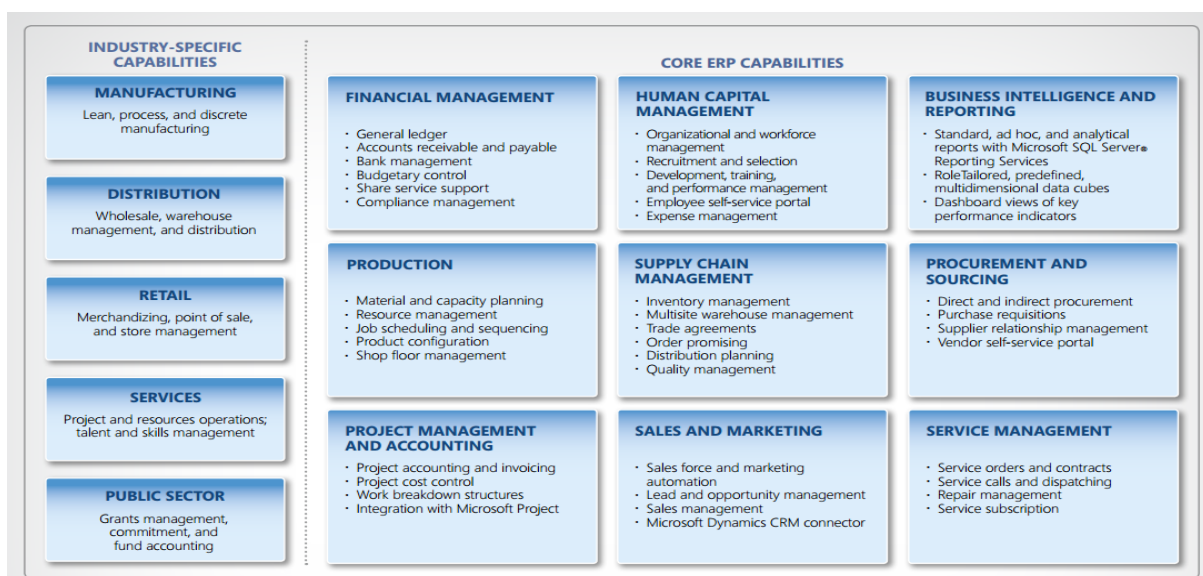 INDUSTRY-SPECIFIC
CAPABILITIES
MANUFACTURING
Lean, process, and discrete
manufacturing
DISTRIBUTION
Wholesale, warehouse
management, and distribution
RETAIL
Merchandizing, point of sale,
and store management
SERVICES
Project and resources operations;
talent and skills management
PUBLIC SECTOR
Grants management,
commitment, and
fund accounting
CORE ERP CAPABILITIES
FINANCIAL MANAGEMENT
· General ledger
· Accounts receivable and payable
· Bank management
· Budgetary control
· Share service support
· Compliance management
HUMAN CAPITAL
MANAGEMENT
· Organizational and workforce
management
· Recruitment and selection
· Development, training,
and performance management
· Employee self-service portal
· Expense management
BUSINESS INTELLIGENCE AND
REPORTING
· Standard, ad hoc, and analytical
reports with Microsoft SQL Server®
Reporting Services
· RoleTailored, predefined,
multidimensional data cubes
· Dashboard views of key
performance indicators
PRODUCTION
· Material and capacity planning
· Resource management
· Job scheduling and sequencing
· Product configuration
· Shop floor management
SUPPLY CHAIN
MANAGEMENT
· Inventory management
· Multisite warehouse management
· Trade agreements
· Order promising
· Distribution planning
· Quality management
PROCUREMENT AND
SOURCING
· Direct and indirect procurement
· Purchase requisitions
· Supplier relationship management
· Vendor self-service portal
PROJECT MANAGEMENT
AND ACCOUNTING
· Project accounting and invoicing
· Project cost control
· Work breakdown structures
· Integration with Microsoft Project
SALES AND MARKETING
· Sales force and marketing
automation
· Lead and opportunity management
· Sales management
· Microsoft Dynamics CRM connector
SERVICE MANAGEMENT
· Service orders and contracts
· Service calls and dispatching
· Repair management
· Service subscription